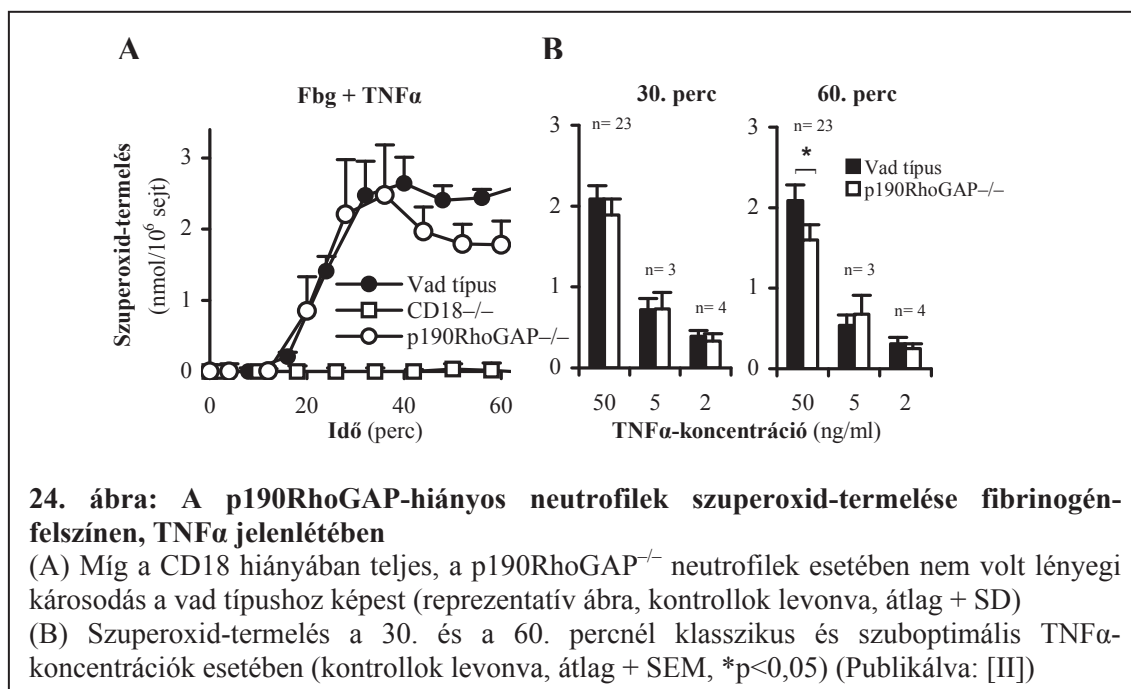 A
Fbg + TNFα
Szuperoxid-termelés
(nmol/10⁶ sejt)
3
2
1
0
0 20 40 60
Idő (perc)
Vad típus
CD18–/–
p190RhoGAP–/–
B
30. perc
60. perc
3
2
1
0
n= 23
n= 3
n= 4
50 5 2
3
2
1
0
n= 23
*
n= 3
n= 4
50 5 2
Vad típus
p190RhoGAP–/–
TNFα-koncentráció (ng/ml)
24. ábra: A p190RhoGAP-hiányos neutrofilek szuperoxid-termelése fibrinogén-
felszínen, TNFα jelenlétében
(A) Míg a CD18 hiányában teljes, a p190RhoGAP⁻/⁻ neutrofilek esetében nem volt lényegi
károsodás a vad típushoz képest (reprezentatív ábra, kontrollok levonva, átlag + SD)
(B) Szuperoxid-termelés a 30. és a 60. percnél klasszikus és szuboptimális TNFα-
koncentrációk esetében (kontrollok levonva, átlag + SEM, *p<0,05) (Publikálva: [II])